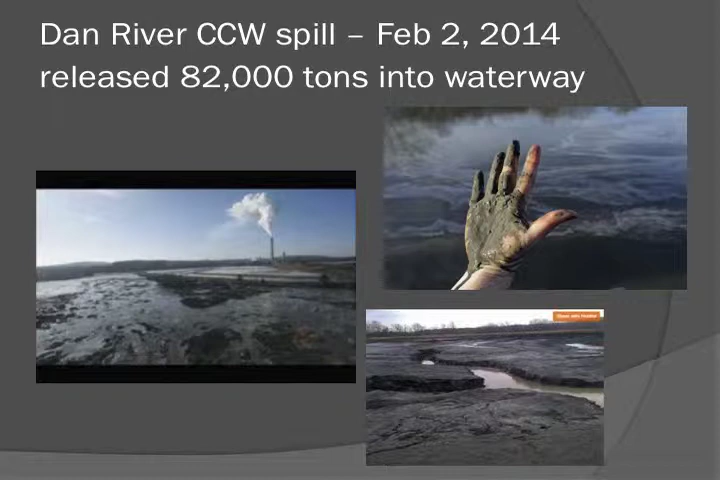 Dan River CCW spill – Feb 2, 2014
released 82,000 tons into waterway